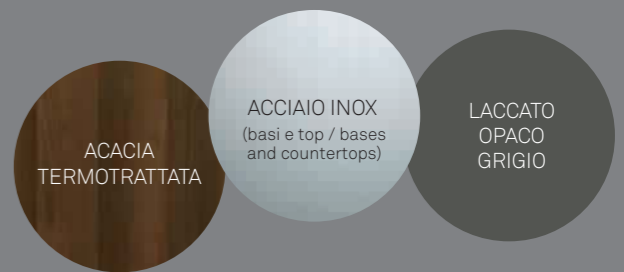 ACACIA
TERMOTRATTATA
ACCIAIO INOX
(basi e top / bases
and countertops)
LACCATO
OPACO
GRIGIO